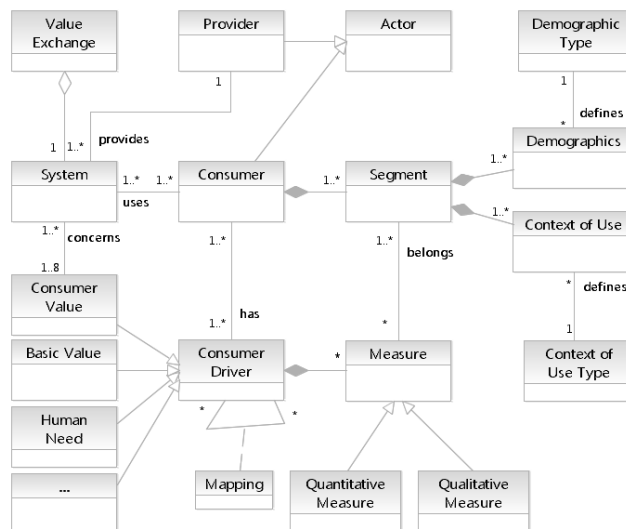 Value
Exchange
Provider
Actor
Demographic
Type
1
1
1
1..*
provides
*
defines
Demographics
1..*
System
Consumer
Segment
1..*
1..*
1..*
uses
1..*
Context of Use
1..*
concerns
1..*
1..*
belongs
*
defines
1..8
Consumer
Value
1..*
has
*
1
Basic Value
Consumer
Driver
*
Measure
Context of
Use Type
*
*
Human
Need
...
Mapping
Quantitative
Measure
Qualitative
Measure